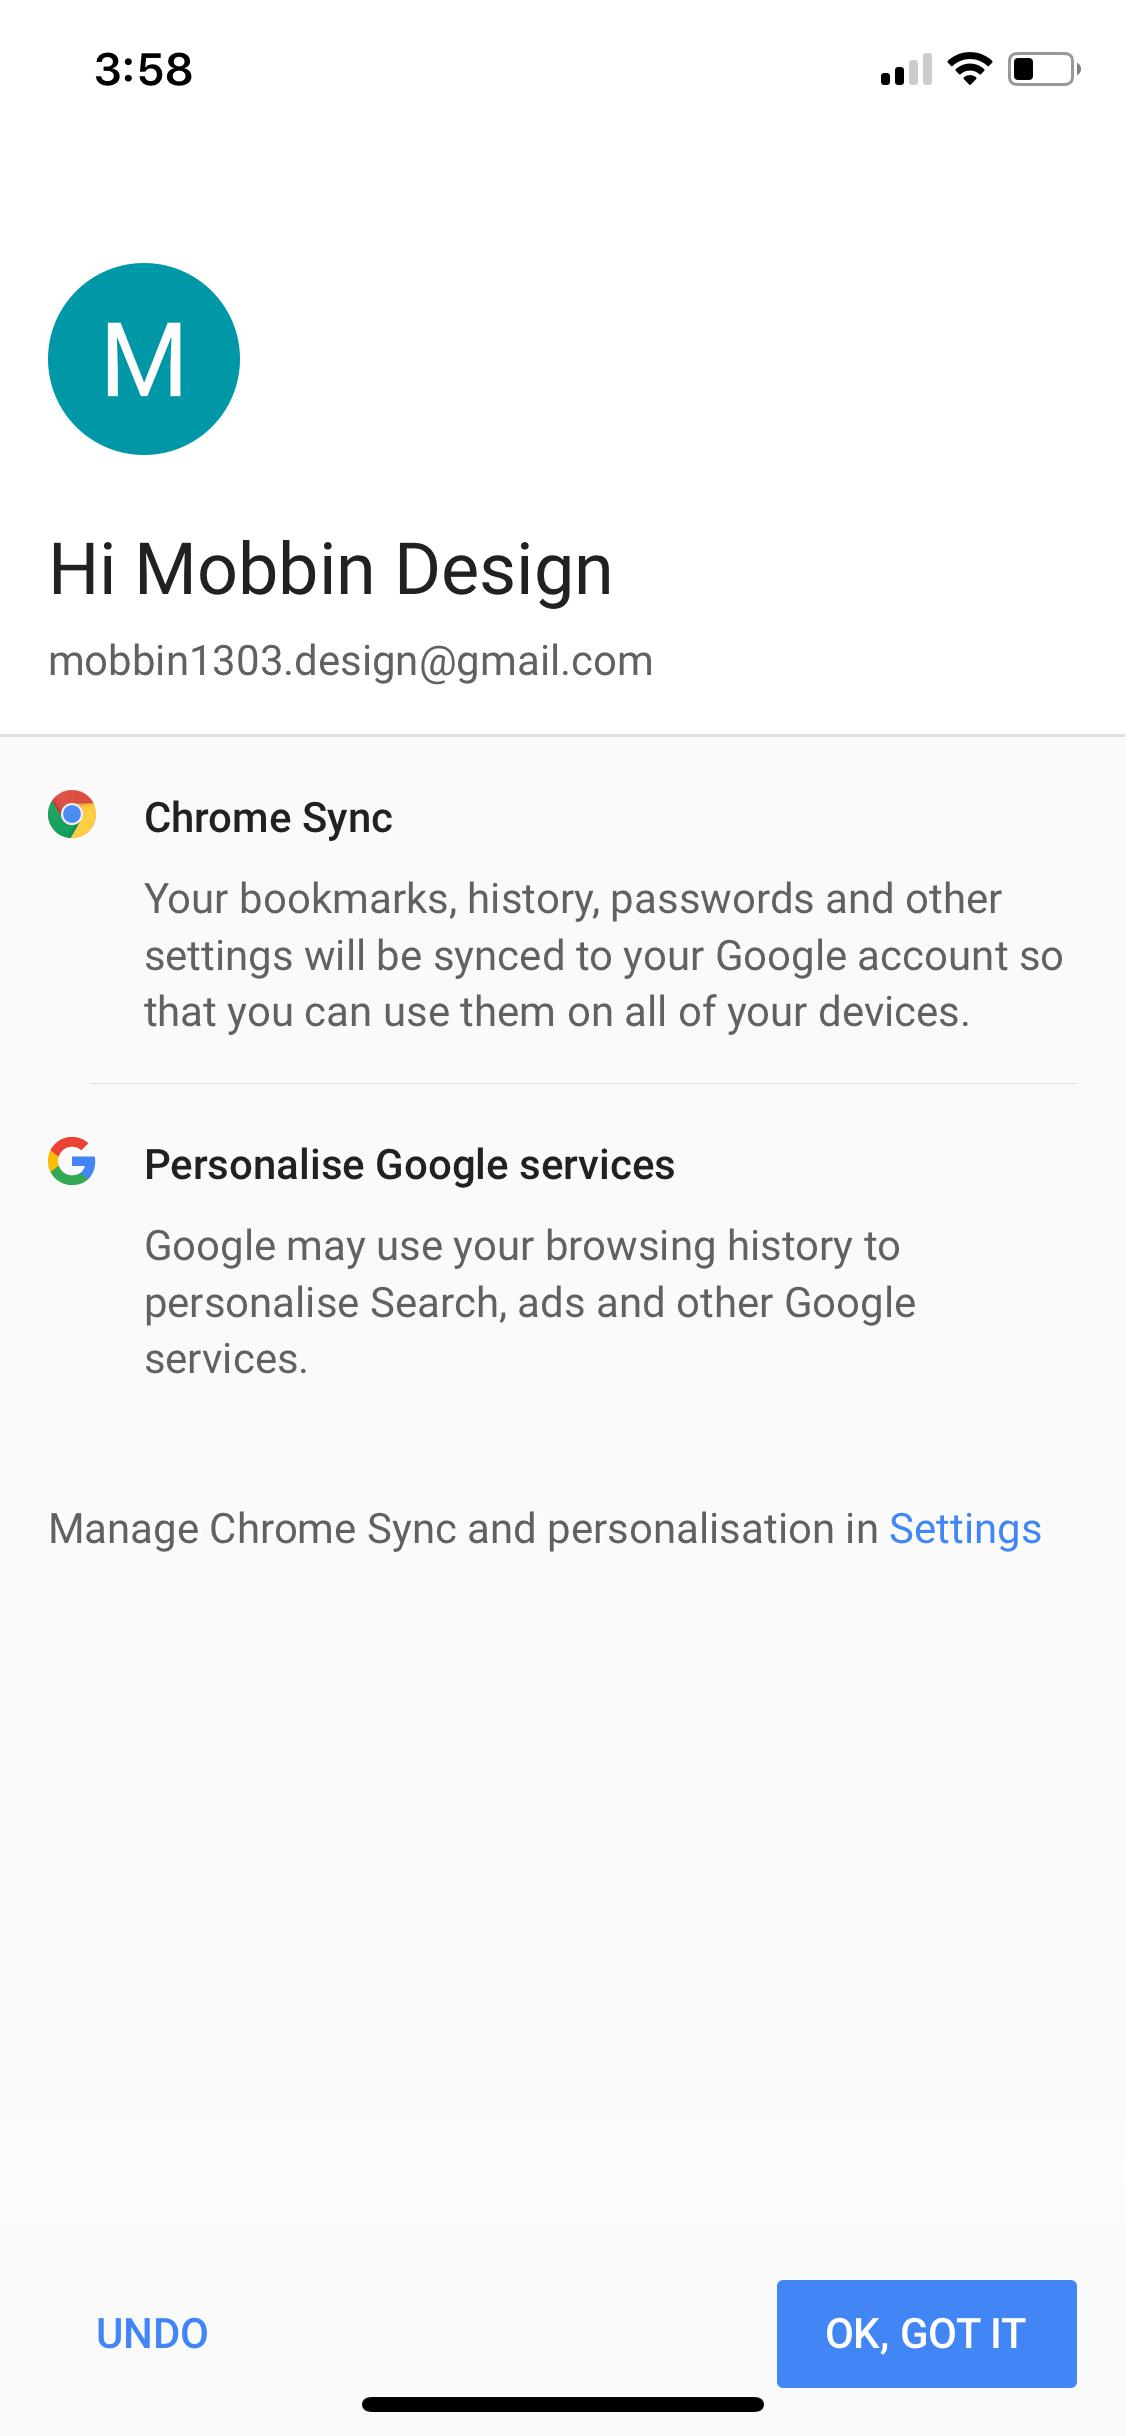 3:58
M
Hi Mobbin Design
mobbin1303.design@gmail.com
Chrome Sync
Your bookmarks, history, passwords and other
settings will be synced to your Google account so
that you can use them on all of your devices.
Personalise Google services
Google may use your browsing history to
personalise Search, ads and other Google
services.
Manage Chrome Sync and personalisation in Settings
UNDO
OK, GOT IT